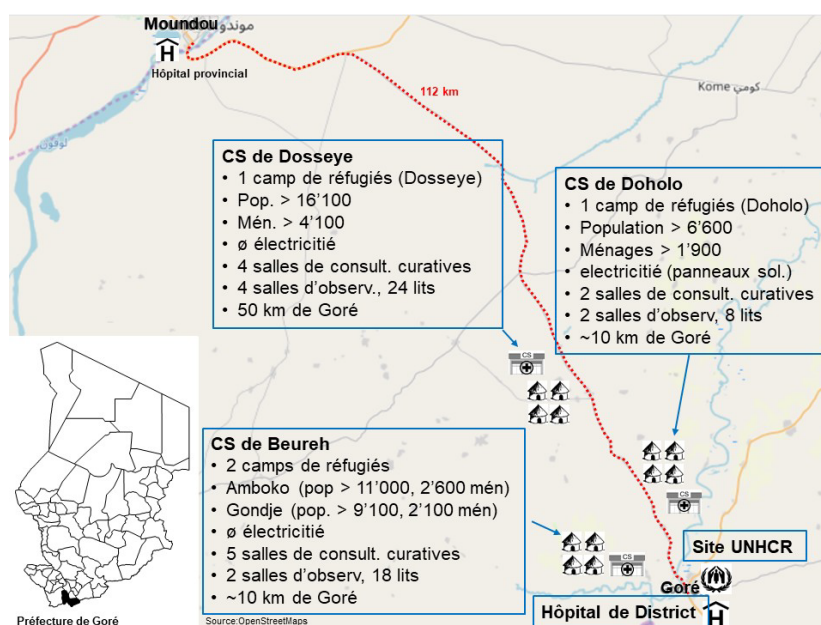 Moundou
موندو
H
Hôpital provincial
112 km
Kome كومي
لوقون
CS de Dosseye
• 1 camp de réfugiés (Dosseye)
• Pop. > 16’100
• Mén. > 4’100
• ø électricitié
• 4 salles de consult. curatives
• 4 salles d’observ., 24 lits
• 50 km de Goré
CS de Doholo
• 1 camp de réfugiés (Doholo)
• Population > 6’600
• Ménages > 1’900
• electricitié (panneaux sol.)
• 2 salles de consult. curatives
• 2 salles d’observ, 8 lits
• ~10 km de Goré
CS
CS de Beureh
• 2 camps de réfugiés
• Amboko (pop > 11’000, 2’600 mén)
• Gondje (pop. > 9’100, 2’100 mén)
• ø électricitié
• 5 salles de consult. curatives
• 2 salles d’observ, 18 lits
• ~10 km de Goré
CS
CS
Site UNHCR
Goré
Hôpital de District
H
Préfecture de Goré
Source:OpenStreetMaps